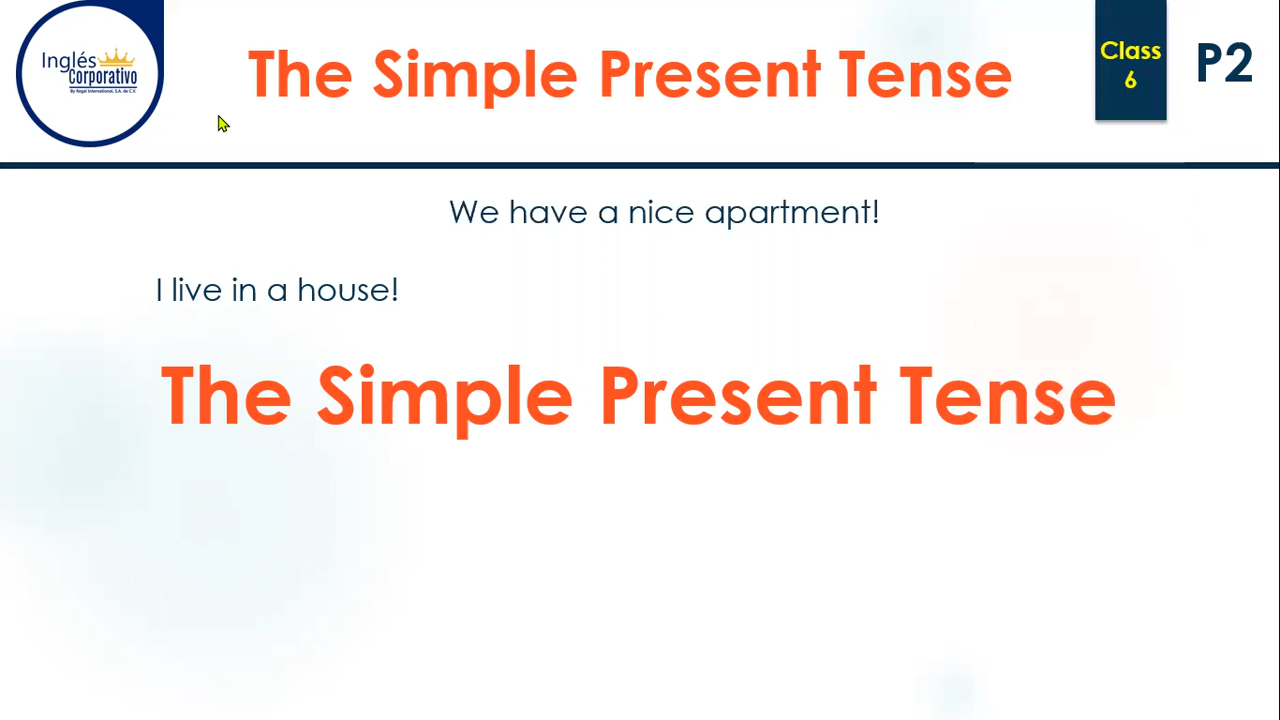 Inglés
Corporativo
By Regal International, S.A. de C.V.
The Simple Present Tense
Class
6
P2
We have a nice apartment!
I live in a house!
The Simple Present Tense